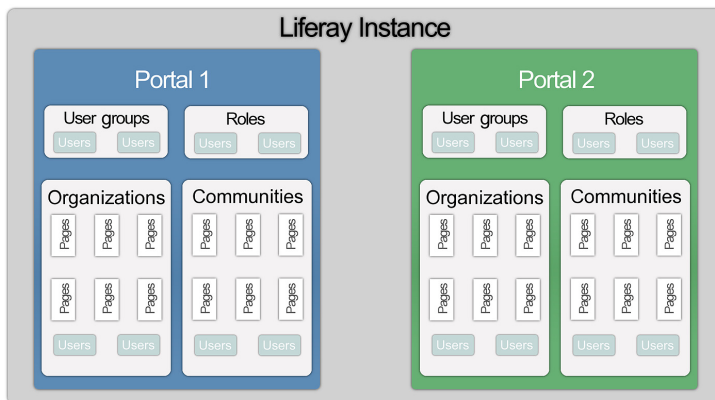 Liferay Instance
Portal 1
User groups
Users Users
Roles
Users Users
Organizations
Pages Pages Pages
Pages Pages Pages
Users Users
Communities
Pages Pages Pages
Pages Pages Pages
Users Users
Portal 2
User groups
Users Users
Roles
Users Users
Organizations
Pages Pages Pages
Pages Pages Pages
Users Users
Communities
Pages Pages Pages
Pages Pages Pages
Users Users